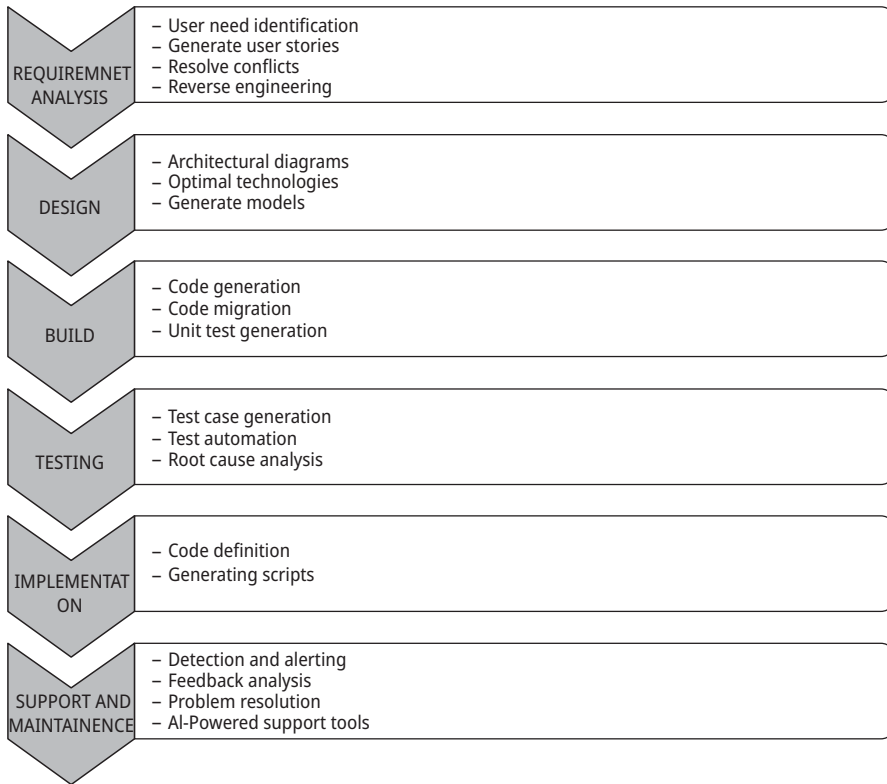 REQUIREMNET
ANALYSIS
– User need identification
– Generate user stories
– Resolve conflicts
– Reverse engineering
DESIGN
– Architectural diagrams
– Optimal technologies
– Generate models
BUILD
– Code generation
– Code migration
– Unit test generation
TESTING
– Test case generation
– Test automation
– Root cause analysis
IMPLEMENTAT
ON
– Code definition
– Generating scripts
SUPPORT AND
MAINTAINENCE
– Detection and alerting
– Feedback analysis
– Problem resolution
– Al-Powered support tools